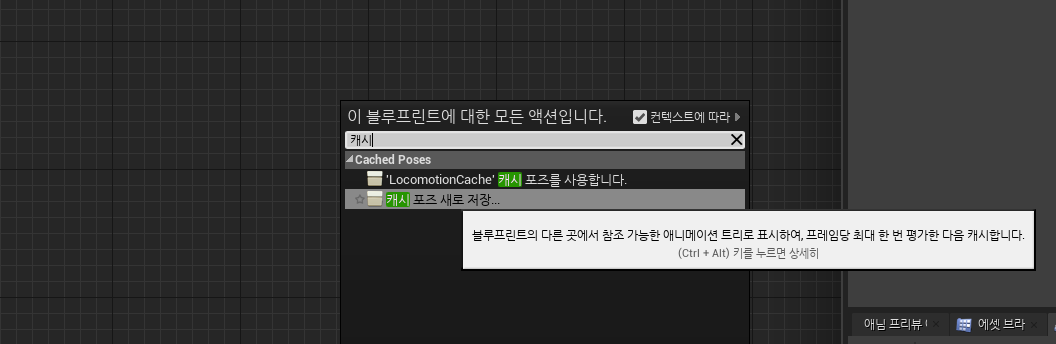 이 블루프린트에 대한 모든 액션입니다.
컨텍스트에 따라
캐시
Cached Poses
'LocomotionCache' 캐시 포즈를 사용합니다.
캐시 포즈 새로 저장...
블루프린트의 다른 곳에서 참조 가능한 애니메이션 트리로 표시하여, 프레임당 최대 한 번 평가한 다음 캐시합니다.
(Ctrl + Alt) 키를 누르면 상세히
애님 프리뷰
에셋 브라